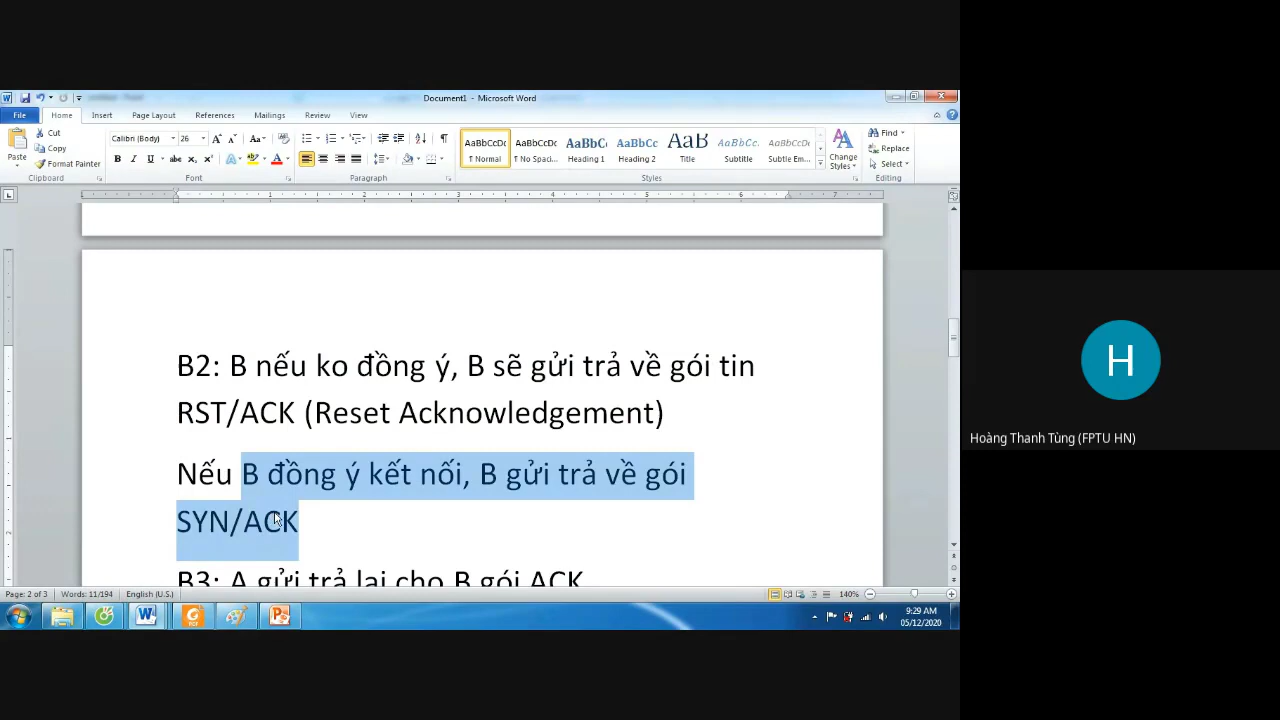 Document1 - Microsoft Word
File Home Insert Page Layout References Mailings Review View
Paste
Cut
Copy
Format Painter
Clipboard
Calibri (Body) 26
Font
Paragraph
AaBbCcDc AaBbCcDc AaBbC AaBbCc AaB AaBbCc. AaBbCcDc
¶ Normal ¶ No Spaci... Heading 1 Heading 2 Title Subtitle Subtle Em...
Styles
Change
Styles
Find
Replace
Select
Editing
B2: B nếu ko đồng ý, B sẽ gửi trả về gói tin
RST/ACK (Reset Acknowledgement)
Nếu B đồng ý kết nối, B gửi trả về gói
SYN/ACK
B3: A gửi trả lại cho B gói ACK
Page: 2 of 3 Words: 11/194 English (U.S.) 140%
9:29 AM
05/12/2020
H
Hoàng Thanh Tùng (FPTU HN)